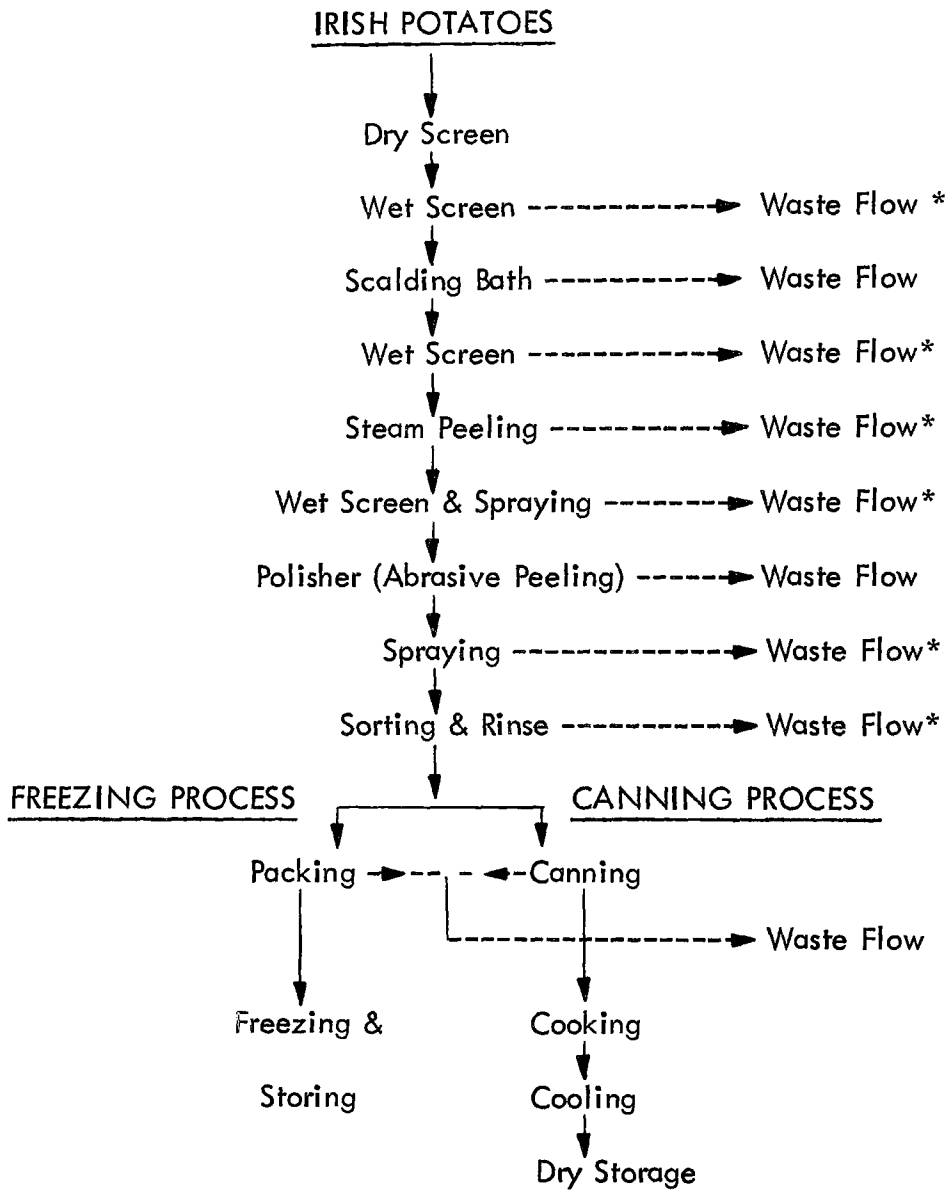 IRISH POTATOES
Dry Screen
Wet Screen Waste Flow *
Scalding Bath Waste Flow
Wet Screen Waste Flow*
Steam Peeling Waste Flow*
Wet Screen & Spraying Waste Flow*
Polisher (Abrasive Peeling) Waste Flow
Spraying Waste Flow*
Sorting & Rinse Waste Flow*
FREEZING PROCESS CANNING PROCESS
Packing Canning
Waste Flow
Freezing & Cooking
Storing Cooling
Dry Storage